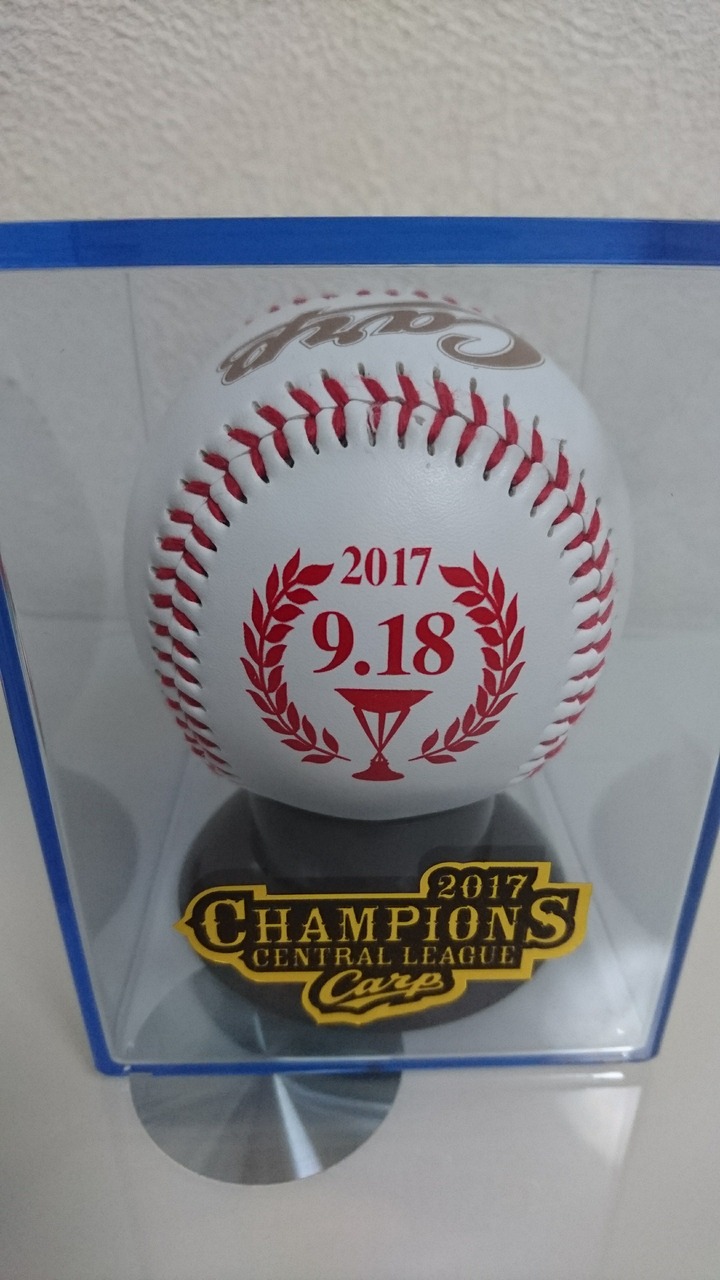 Carp
2017
9.18
2017
CHAMPIONS
CENTRAL LEAGUE
Carp